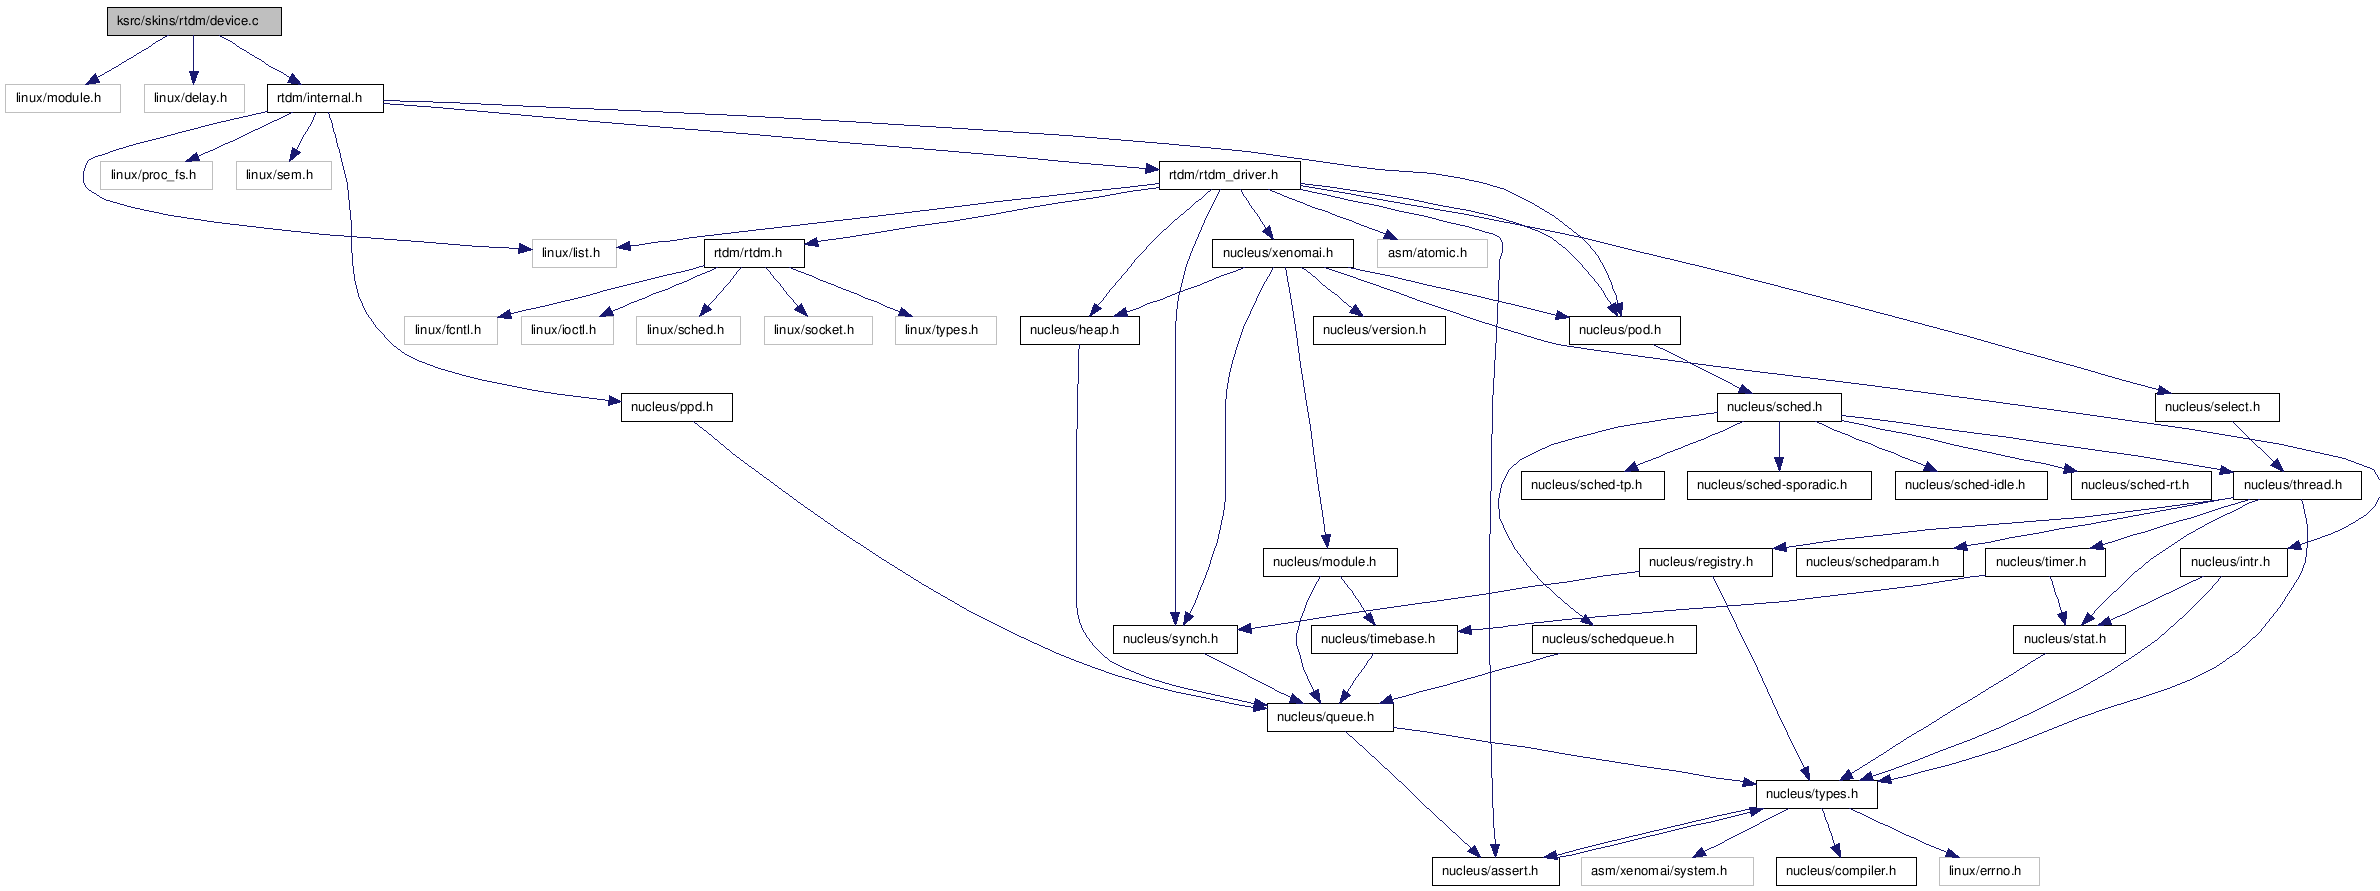 ksrc/skins/rtdm/device.c
linux/module.h
linux/delay.h
rtdm/internal.h
linux/proc_fs.h
linux/sem.h
rtdm/rtdm_driver.h
linux/list.h
rtdm/rtdm.h
nucleus/xenomai.h
asm/atomic.h
linux/fcntl.h
linux/ioctl.h
linux/sched.h
linux/socket.h
linux/types.h
nucleus/heap.h
nucleus/version.h
nucleus/pod.h
nucleus/ppd.h
nucleus/sched.h
nucleus/select.h
nucleus/sched-tp.h
nucleus/sched-sporadic.h
nucleus/sched-idle.h
nucleus/sched-rt.h
nucleus/thread.h
nucleus/module.h
nucleus/registry.h
nucleus/schedparam.h
nucleus/timer.h
nucleus/intr.h
nucleus/synch.h
nucleus/timebase.h
nucleus/schedqueue.h
nucleus/stat.h
nucleus/queue.h
nucleus/types.h
nucleus/assert.h
asm/xenomai/system.h
nucleus/compiler.h
linux/errno.h